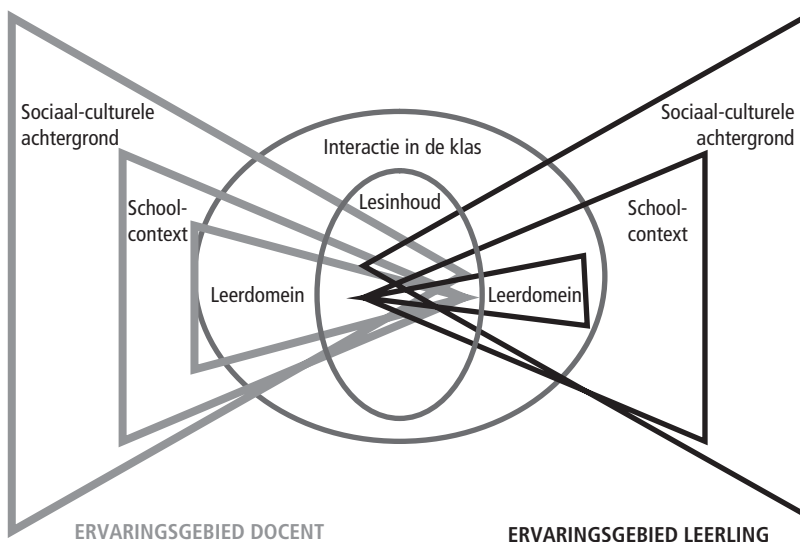 Sociaal-culturele
achtergrond
Sociaal-culturele
achtergrond
Interactie in de klas
Lesinhoud
School-
context
School-
context
Leerdomein
Leerdomein
ERVARINGSGEBIED DOCENT
ERVARINGSGEBIED LEERLING